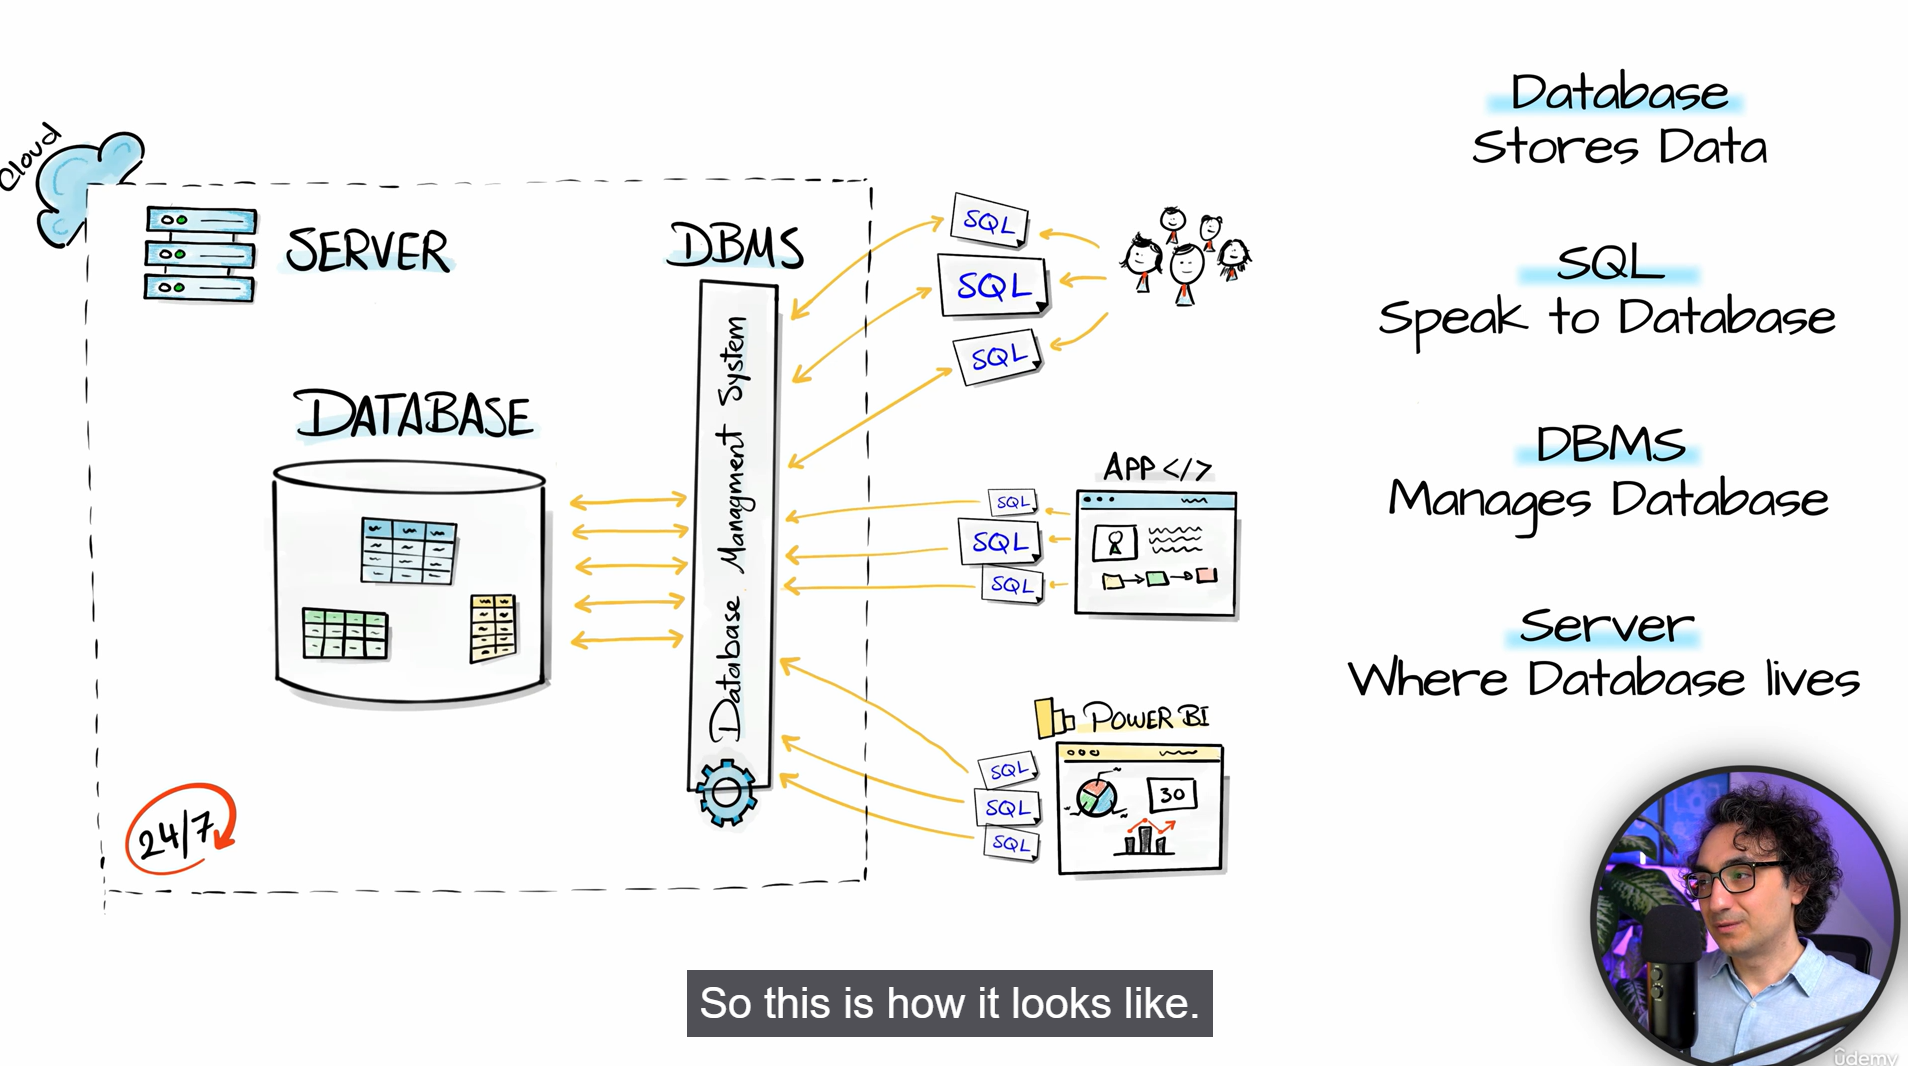 Cloud
SERVER
DATABASE
24/7
DBMS
Database Managment System
SQL
SQL
SQL
APP </>
SQL
SQL
SQL
POWER BI
30
SQL
SQL
SQL
Database
Stores Data
SQL
Speak to Database
DBMS
Manages Database
Server
Where Database lives
So this is how it looks like.
ûdemy